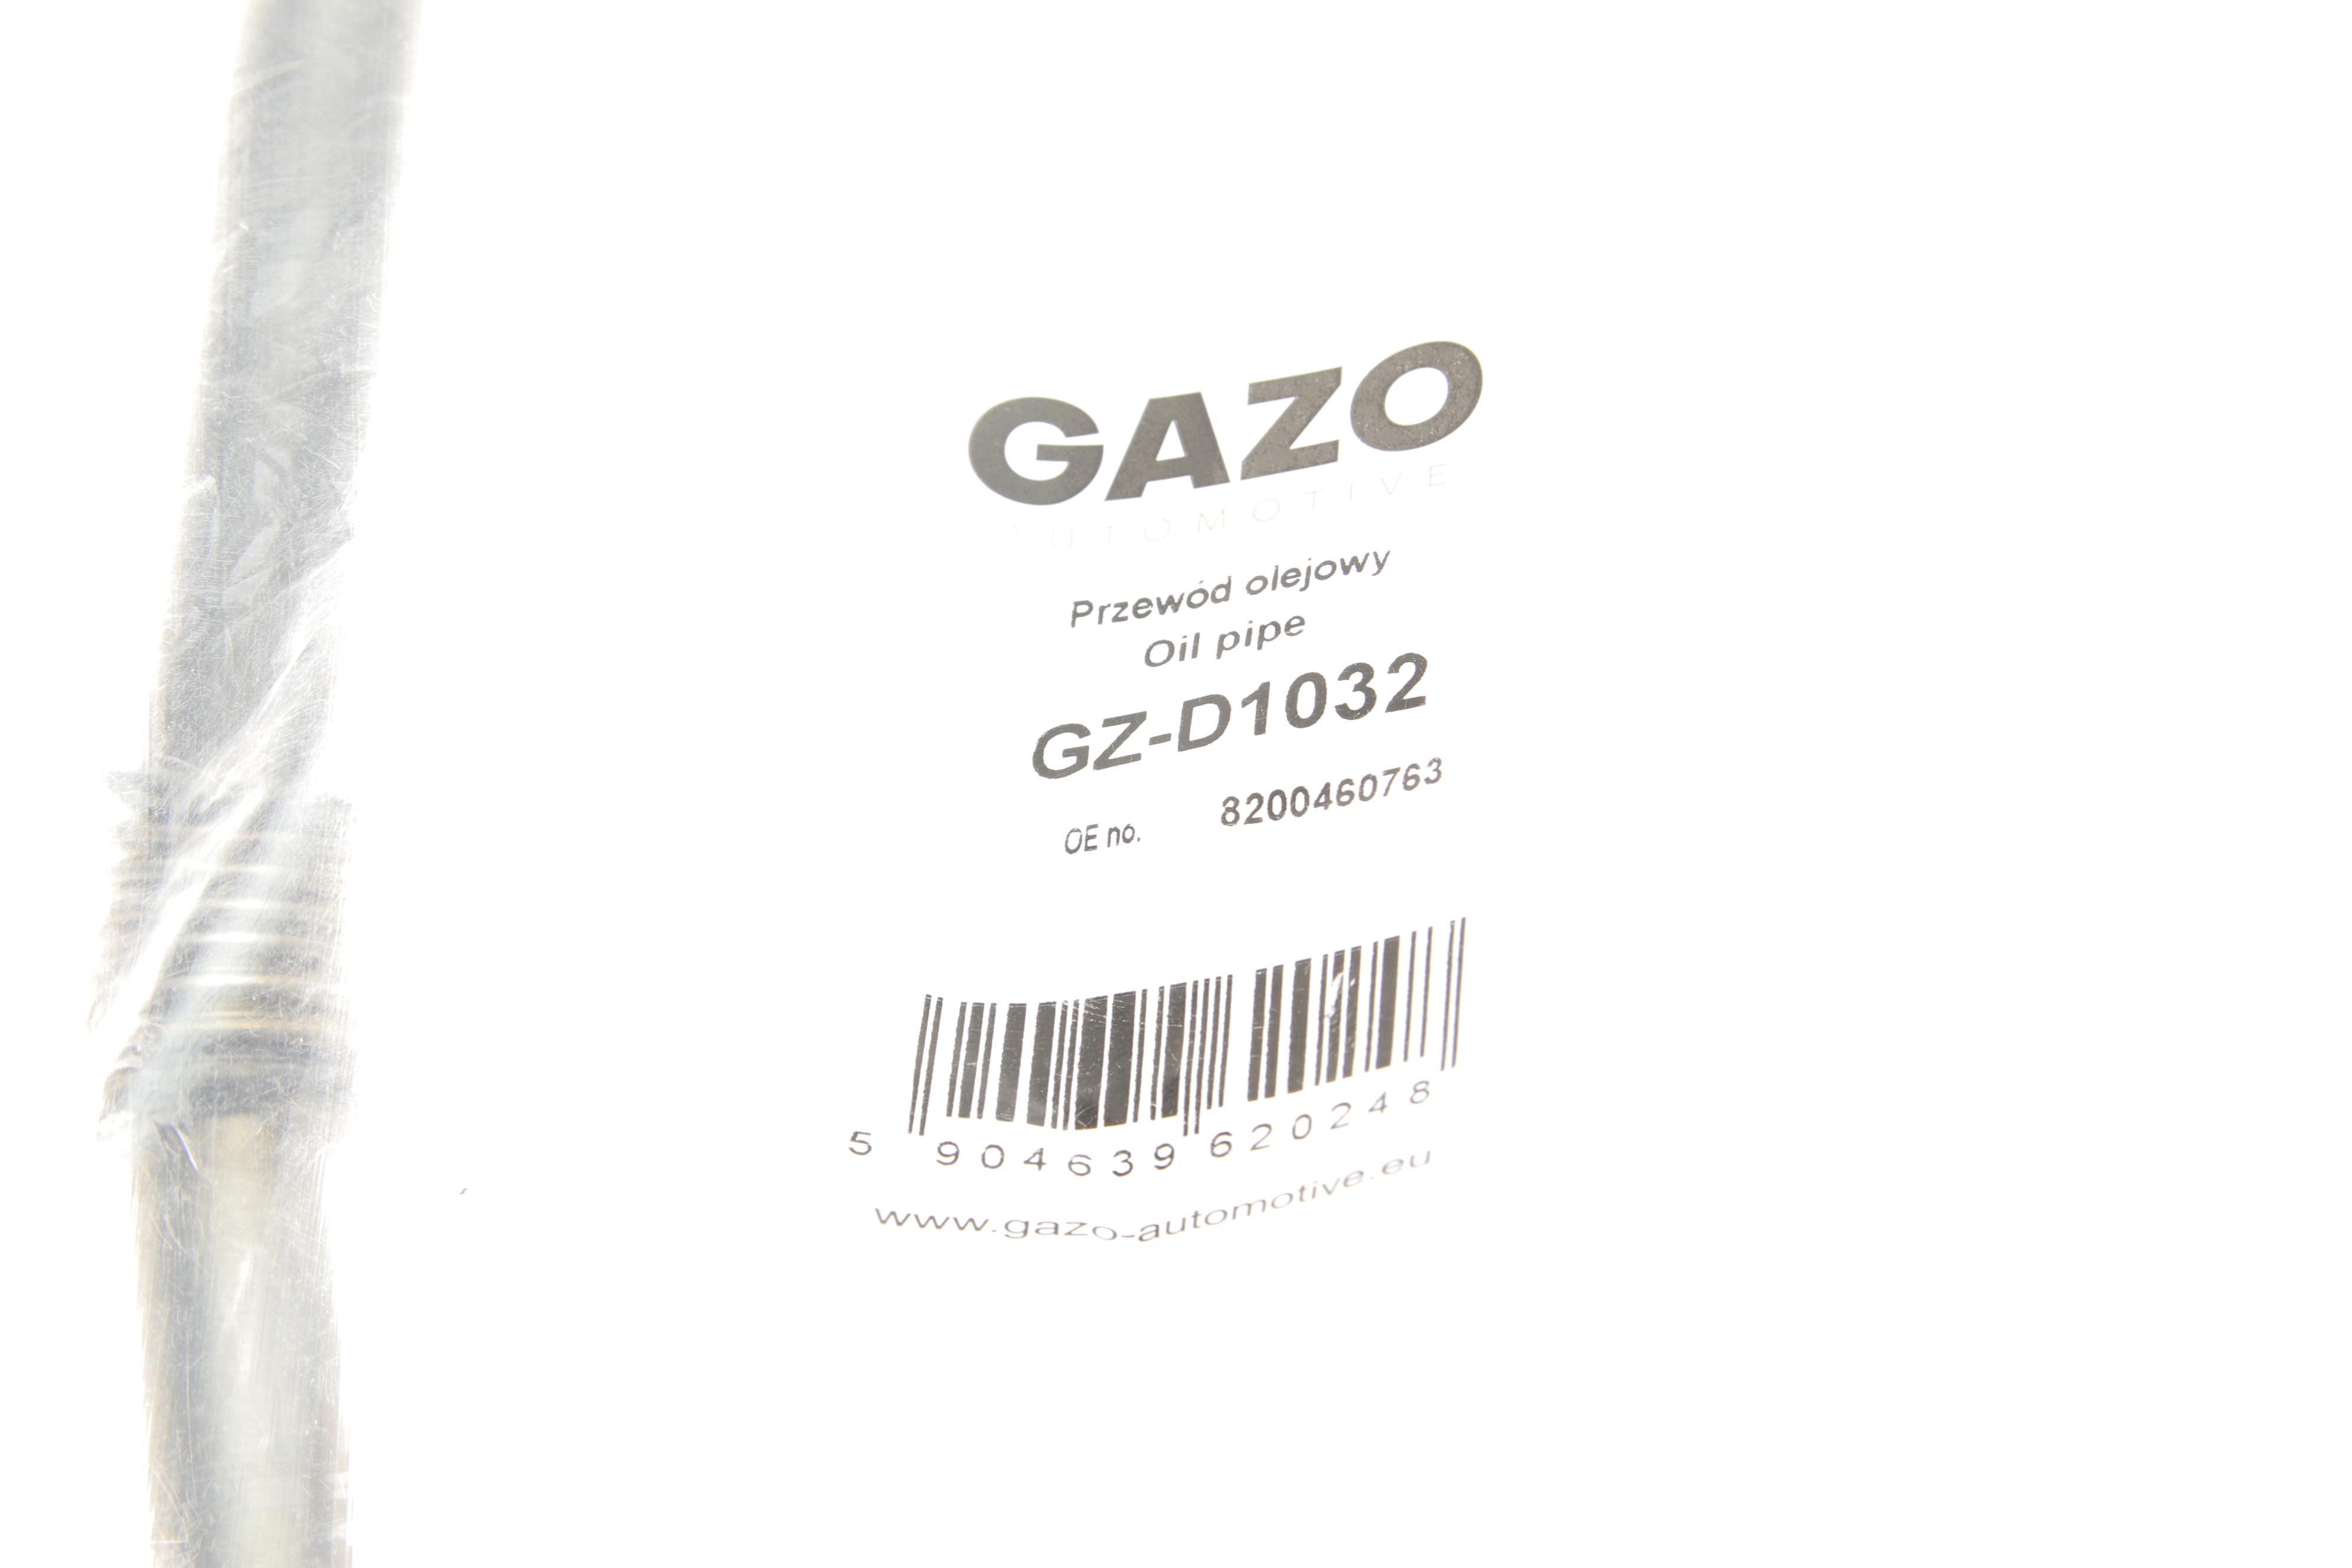 GAZO
AUTOMOTIVE
Przewód olejowy
Oil pipe
GZ-D1032
OE no. 8200460763
5 904639 620248
www.gazo-automotive.eu